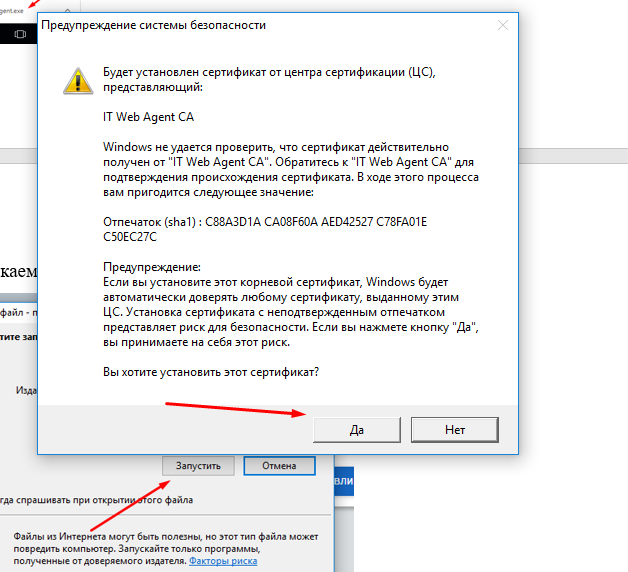 gent.exe
Предупреждение системы безопасности
Будет установлен сертификат от центра сертификации (ЦС),
представляющий:
IT Web Agent CA
Windows не удается проверить, что сертификат действительно
получен от "IT Web Agent CA". Обратитесь к "IT Web Agent CA" для
подтверждения происхождения сертификата. В ходе этого процесса
вам пригодится следующее значение:
Отпечаток (sha1) : C88A3D1A CA08F60A AED42527 C78FA01E
C50EC27C
Предупреждение:
Если вы установите этот корневой сертификат, Windows будет
автоматически доверять любому сертификату, выданному этим
ЦС. Установка сертификата с неподтвержденным отпечатком
представляет риск для безопасности. Если вы нажмете кнопку "Да",
вы принимаете на себя этот риск.
Вы хотите установить этот сертификат?
Да Нет
каем
файл - п
тите зап
Изда
Запустить Отмена
вли
гда спрашивать при открытии этого файла
Файлы из Интернета могут быть полезны, но этот тип файла может
повредить компьютер. Запускайте только программы,
полученные от доверяемого издателя. Факторы риска